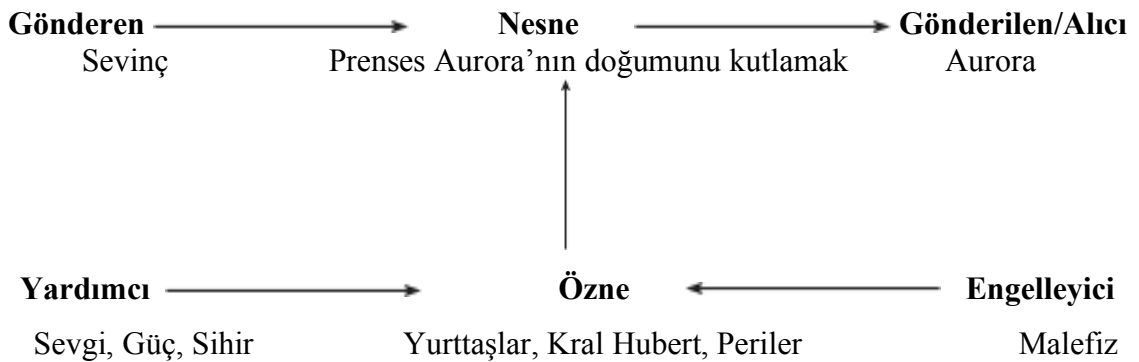 Gönderen Nesne Gönderilen/Alıcı
Sevinç Prenses Aurora’nın doğumunu kutlamak Aurora
Yardımcı Özne Engelleyici
Sevgi, Güç, Sihir Yurttaşlar, Kral Hubert, Periler Malefiz